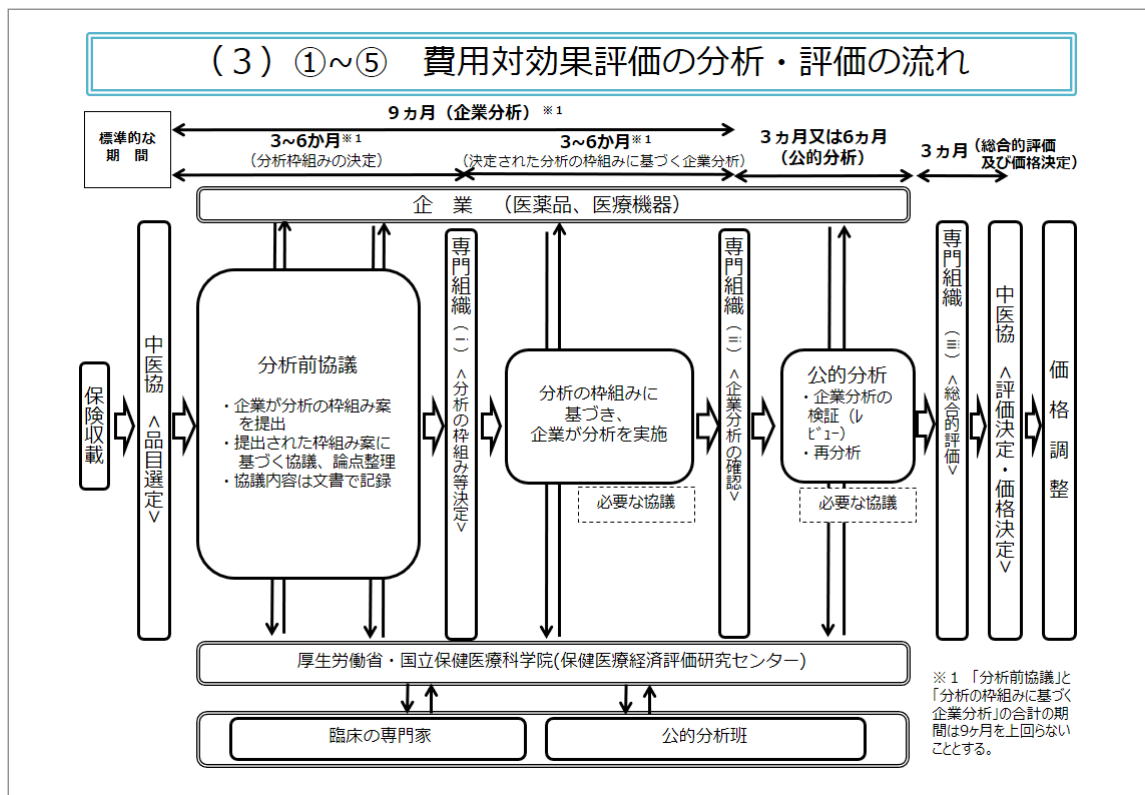 （3）①~⑤　費用対効果評価の分析・評価の流れ
標準的な
期　間
9ヵ月（企業分析）※1
3~6か月※1
（分析枠組みの決定）
3~6か月※1
（決定された分析の枠組みに基づく企業分析）
3ヵ月又は6ヵ月
（公的分析）
3ヵ月（総合的評価
及び価格決定）
企　業　（医薬品、医療機器）
保険収載
中医協　<品目選定>
分析前協議
・企業が分析の枠組み案
を提出
・提出された枠組み案に
基づく協議、論点整理
・協議内容は文書で記録
専門組織（ⅰ）<分析の枠組み等決定>
分析の枠組みに
基づき、
企業が分析を実施
必要な協議
専門組織（ⅱ）<企業分析の確認>
公的分析
・企業分析の
検証（レ
ビュー）
・再分析
必要な協議
専門組織（ⅲ）<総合的評価>
中医協　<評価決定・価格決定>
価格調整
厚生労働省・国立保健医療科学院(保健医療経済評価研究センター)
臨床の専門家
公的分析班
※1　「分析前協議」と
「分析の枠組みに基づく
企業分析」の合計の期
間は9ヶ月を上回らない
こととする。